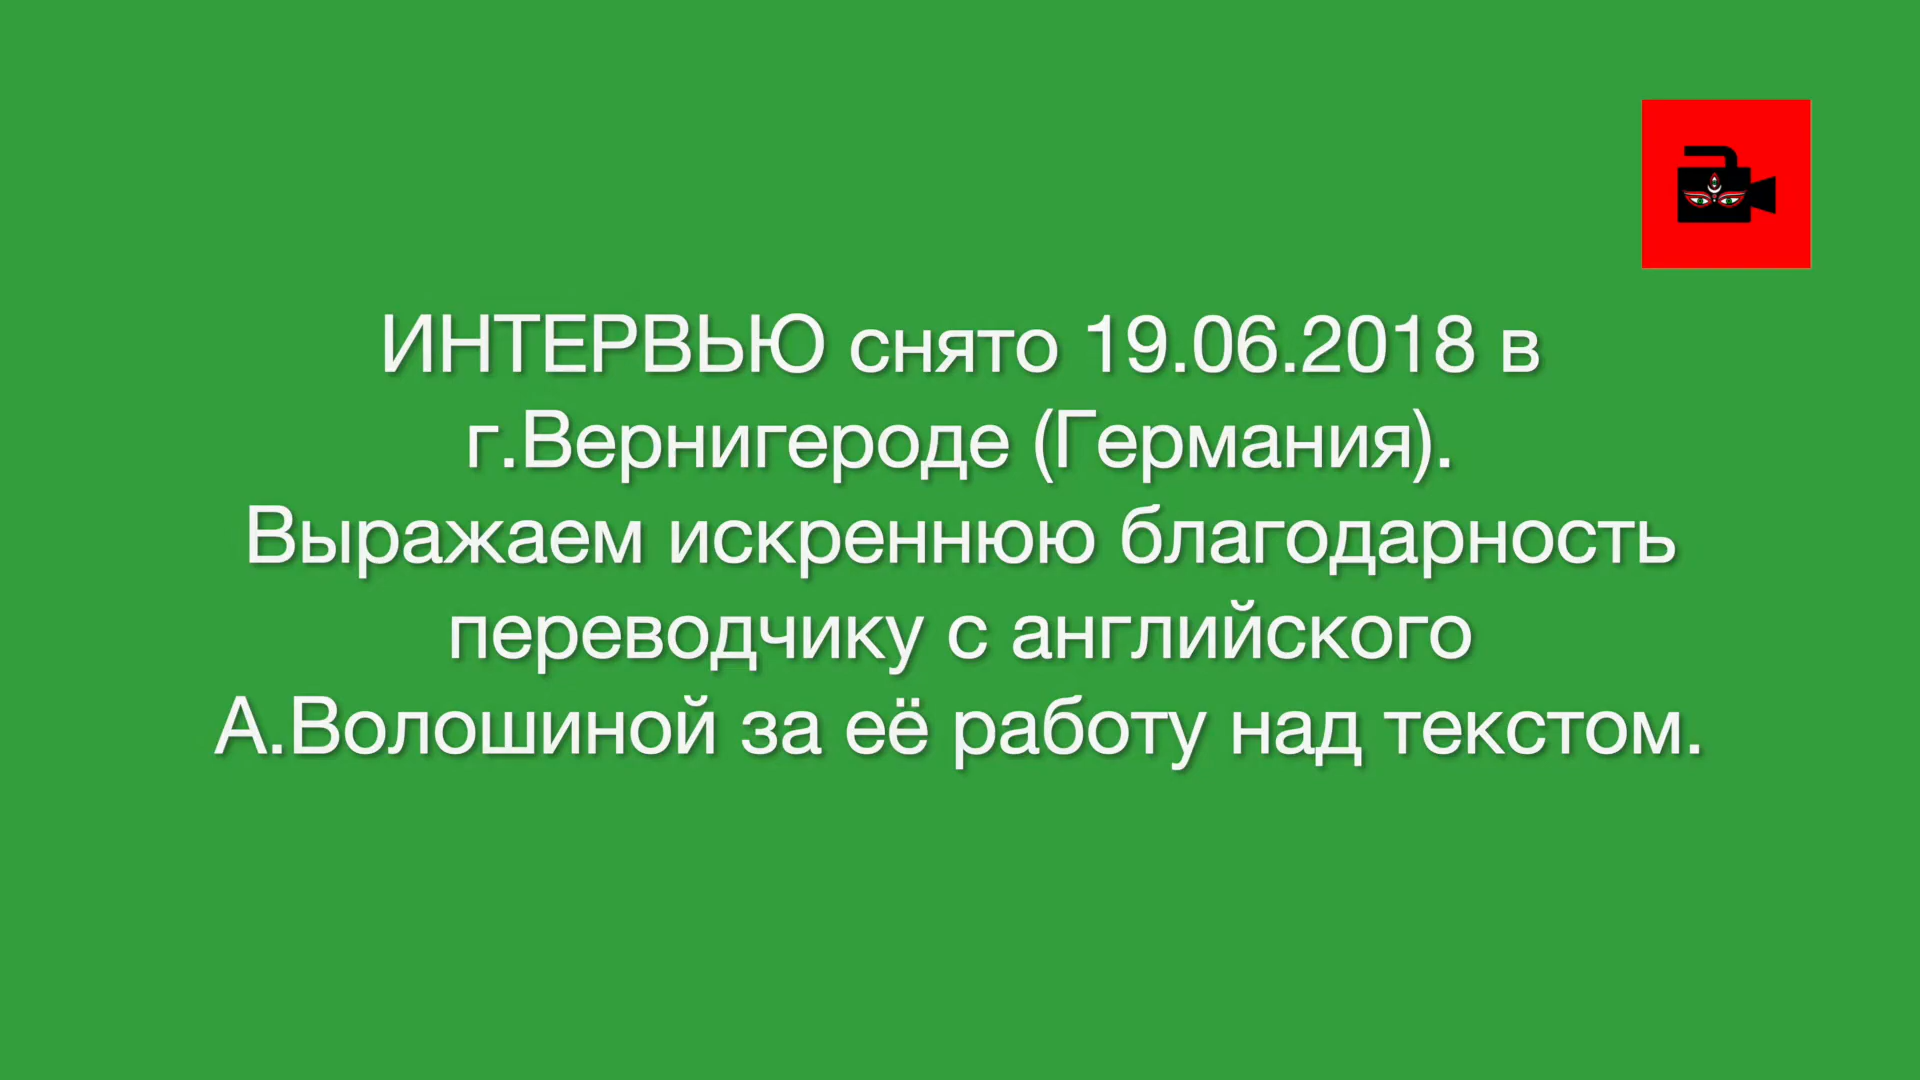 ИНТЕРВЬЮ снято 19.06.2018 в
г.Вернигероде (Германия).
Выражаем искреннюю благодарность
переводчику с английского
А.Волошиной за её работу над текстом.